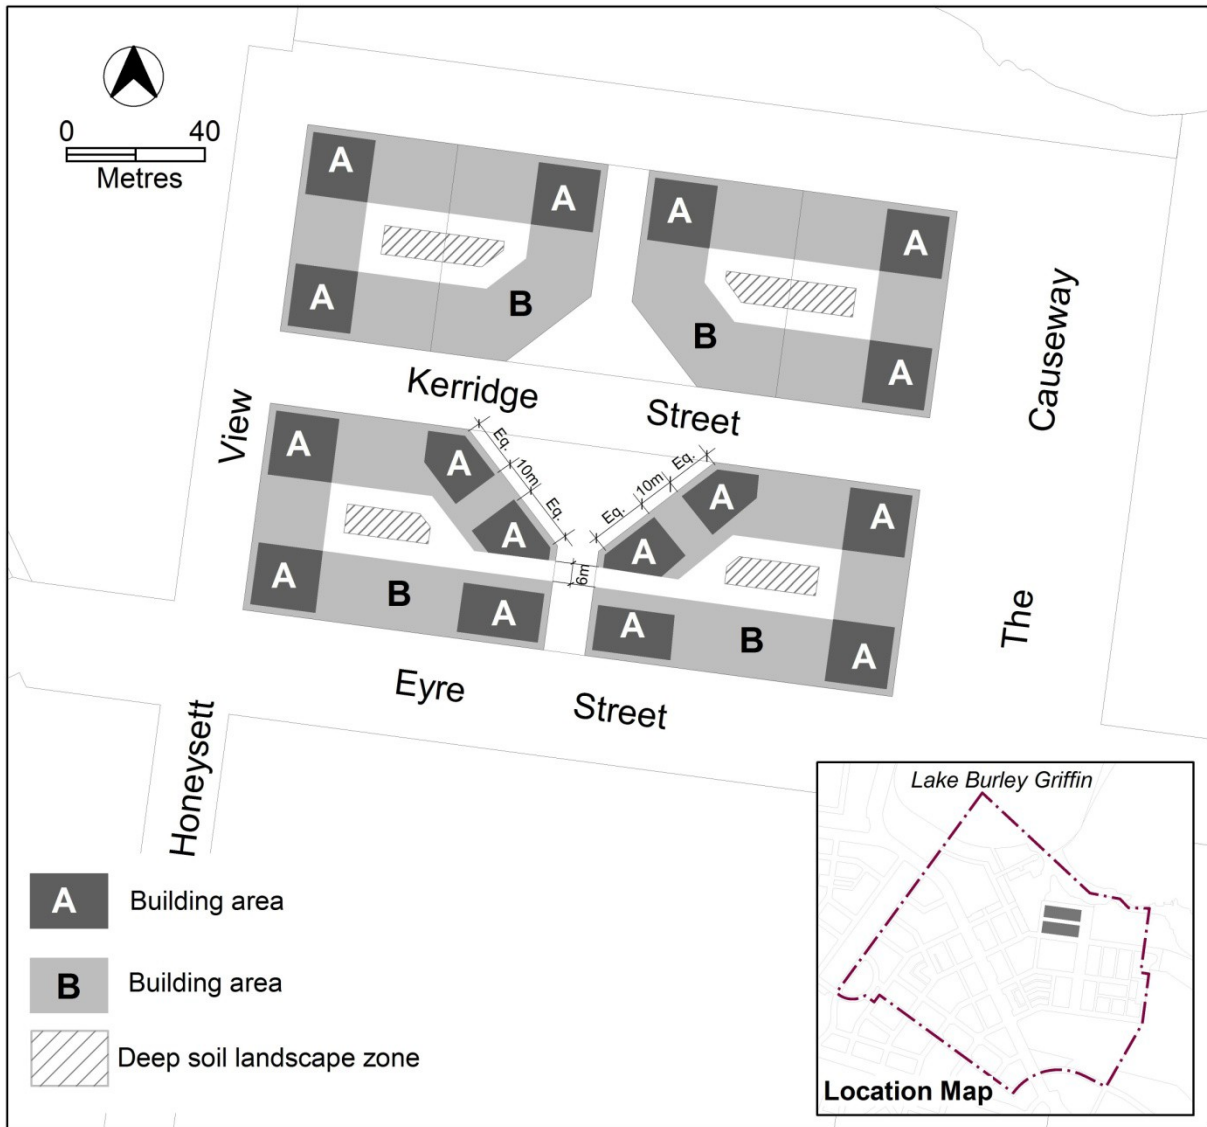 0 40
Metres
A
A
A
A
A
B
B
A
A
Kerridge Street
View
Causeway
Eq.
10m
Eq.
Eq.
10m
Eq.
A
A
A
A
A
A
A
6m
A
B
A
A
B
A
The
Eyre Street
Honeysett
A Building area
B Building area
Deep soil landscape zone
Lake Burley Griffin
Location Map